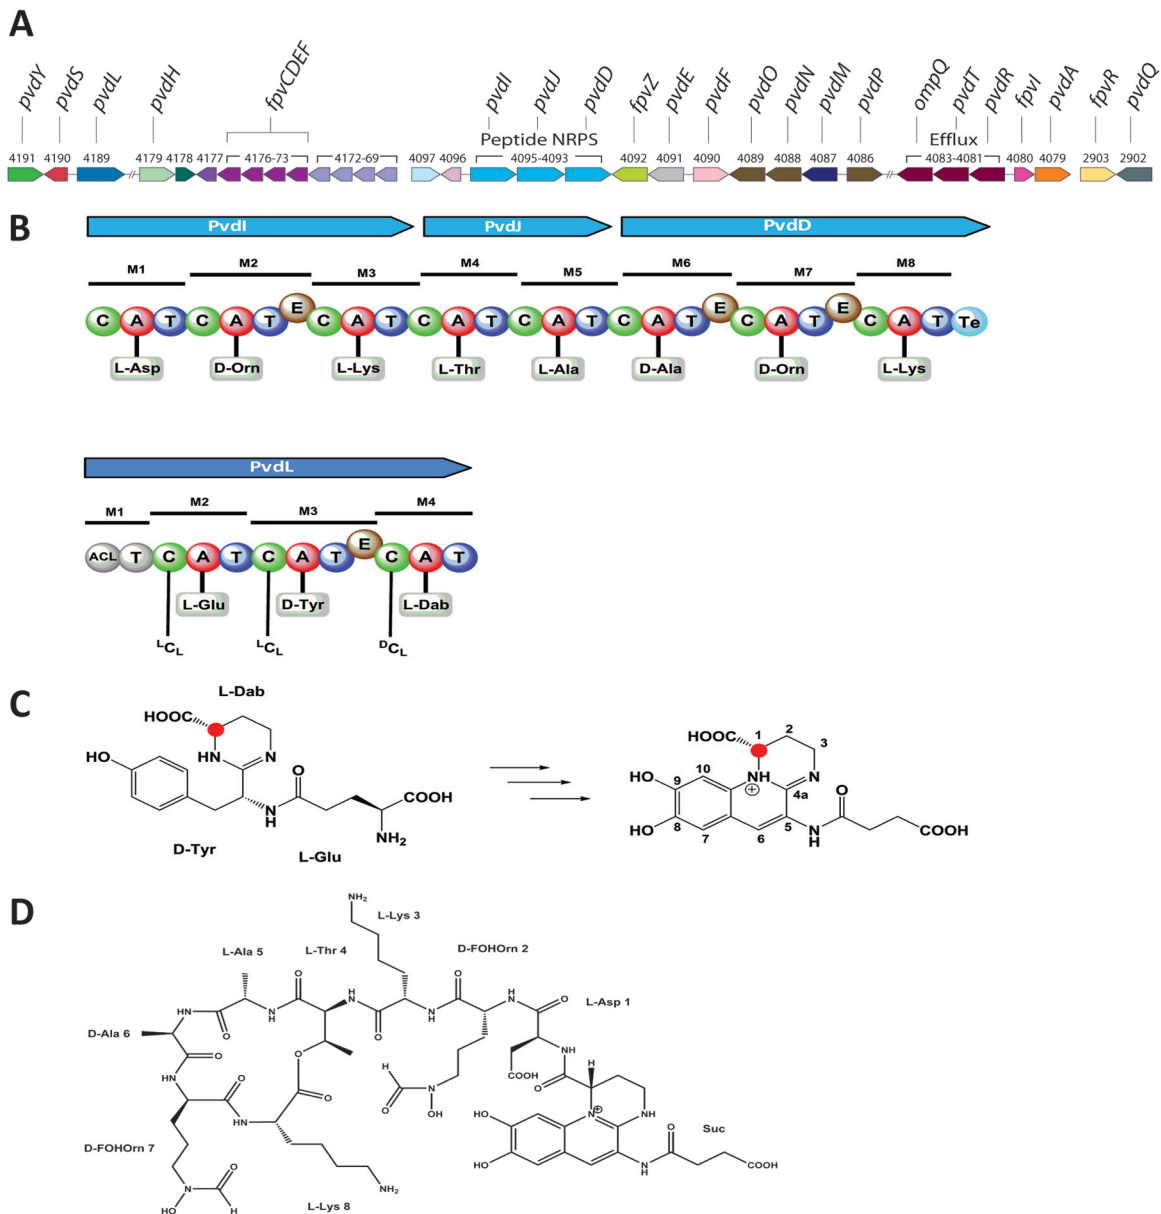 A
pvdY pvdS pvdL pvdH fpvCDEF pvdI pvdJ pvdD fpvZ pvdE pvdF pvdO pvdN pvdM pvdP ompQ pvdT pvdR fpvI pvdA fpvR pvdQ
Peptide NRPS Efflux
4191 4190 4189 4179 4178 4177 4176-73 4172-69 4097 4096 4095-4093 4092 4091 4090 4089 4088 4087 4086 4083-4081 4080 4079 2903 2902
B
PvdI PvdJ PvdD
M1 M2 M3 M4 M5 M6 M7 M8
C A T C A T E C A T C A T C A T C A T E C A T E C A T Te
L-Asp D-Orn L-Lys L-Thr L-Ala D-Ala D-Orn L-Lys
PvdL
M1 M2 M3 M4
ACL T C A T C A T E C A T
L-Glu D-Tyr L-Dab
LCL LCL DCL
C
L-Dab
HOOC
HO HN N
O
N
H
COOH
NH2
D-Tyr L-Glu
HOOC 1 2 3
HO 9 10 NH N
4a
HO 8 7 6 5 N
H
O
COOH
D
NH2
L-Lys 3
L-Ala 5 L-Thr 4 D-FOHOrn 2
L-Asp 1
D-Ala 6
D-FOHOrn 7
L-Lys 8
NH2
Suc
COOH